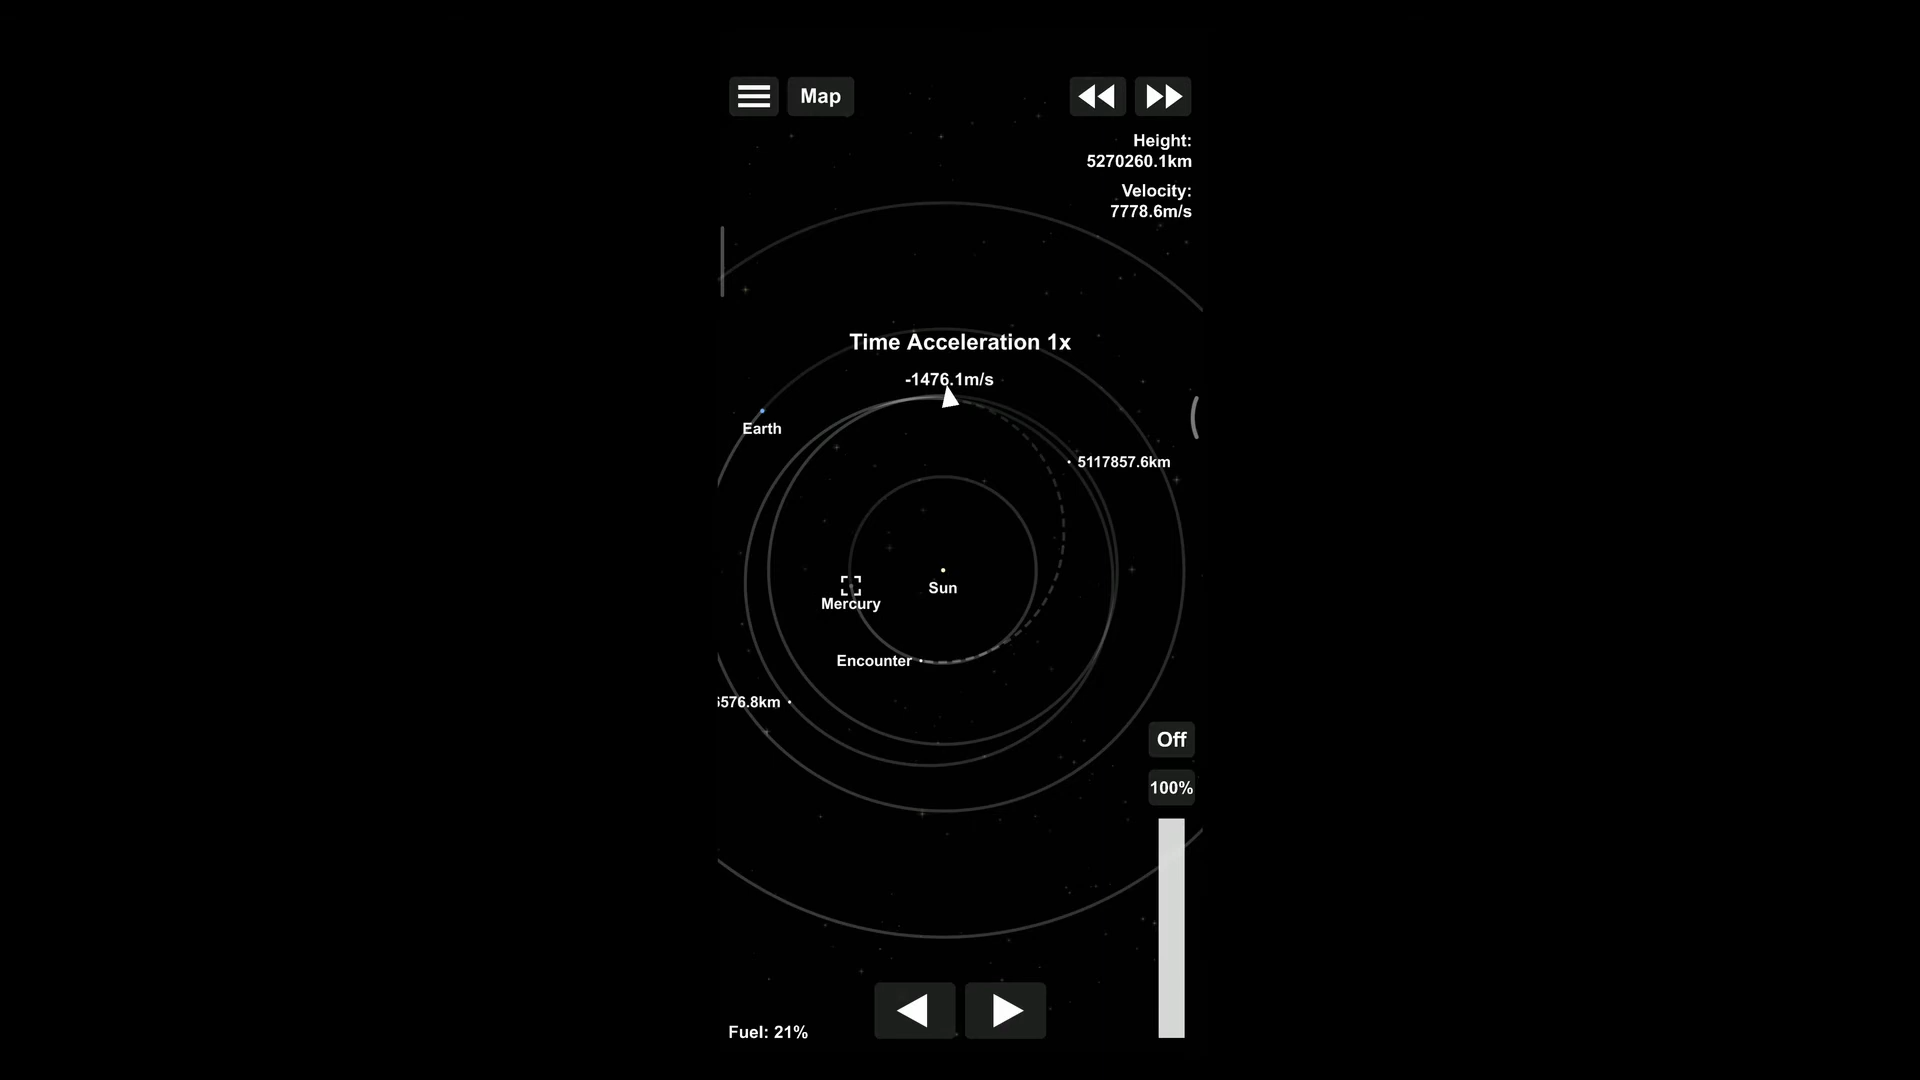 Map
Height:
5270260.1km
Velocity:
7778.6m/s
Time Acceleration 1x
-1476.1m/s
Earth
5117857.6km
Sun
Mercury
Encounter
576.8km
Off
100%
Fuel: 21%